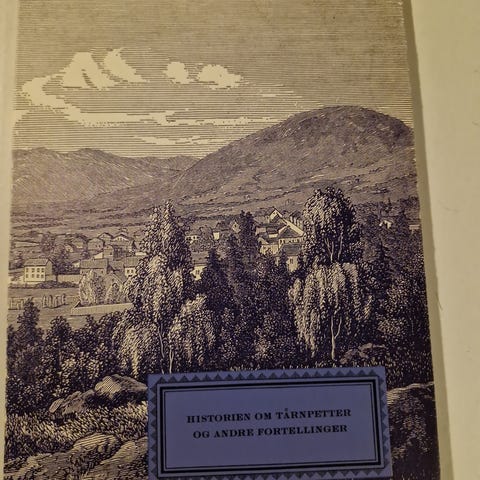 HISTORIEN OM TÅRNPETTER
OG ANDRE FORTELLINGER